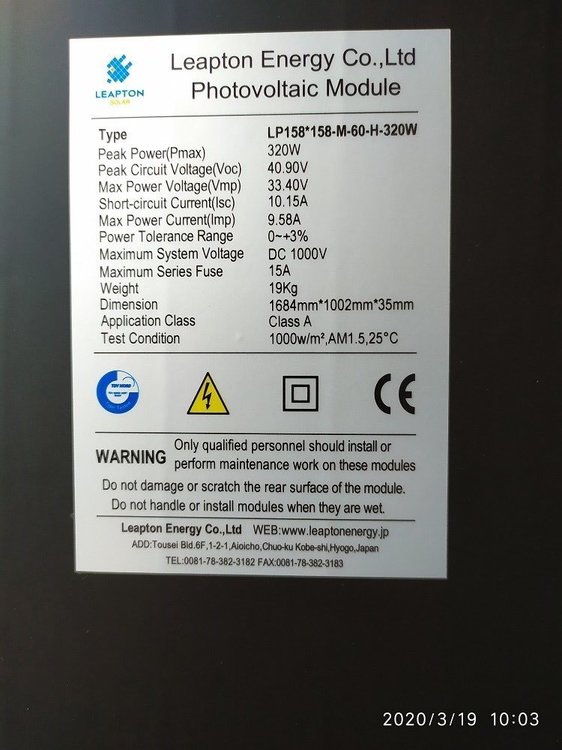 LEAPTON
SOLAR
Leapton Energy Co.,Ltd
Photovoltaic Module
Type LP158*158-M-60-H-320W
Peak Power(Pmax) 320W
Peak Circuit Voltage(Voc) 40.90V
Max Power Voltage(Vmp) 33.40V
Short-circuit Current(Isc) 10.15A
Max Power Current(Imp) 9.58A
Power Tolerance Range 0~+3%
Maximum System Voltage DC 1000V
Maximum Series Fuse 15A
Weight 19Kg
Dimension 1684mm*1002mm*35mm
Application Class Class A
Test Condition 1000w/m²,AM1.5,25°C
TUV NORD
CE
WARNING Only qualified personnel should install or
perform maintenance work on these modules
Do not damage or scratch the rear surface of the module.
Do not handle or install modules when they are wet.
Leapton Energy Co.,Ltd WEB:www.leaptonenergy.jp
ADD:Tousei Bld.6F,1-2-1,Aioicho,Chuo-ku Kobe-shi,Hyogo,Japan
TEL:0081-78-382-3182 FAX:0081-78-382-3183
2020/3/19 10:03